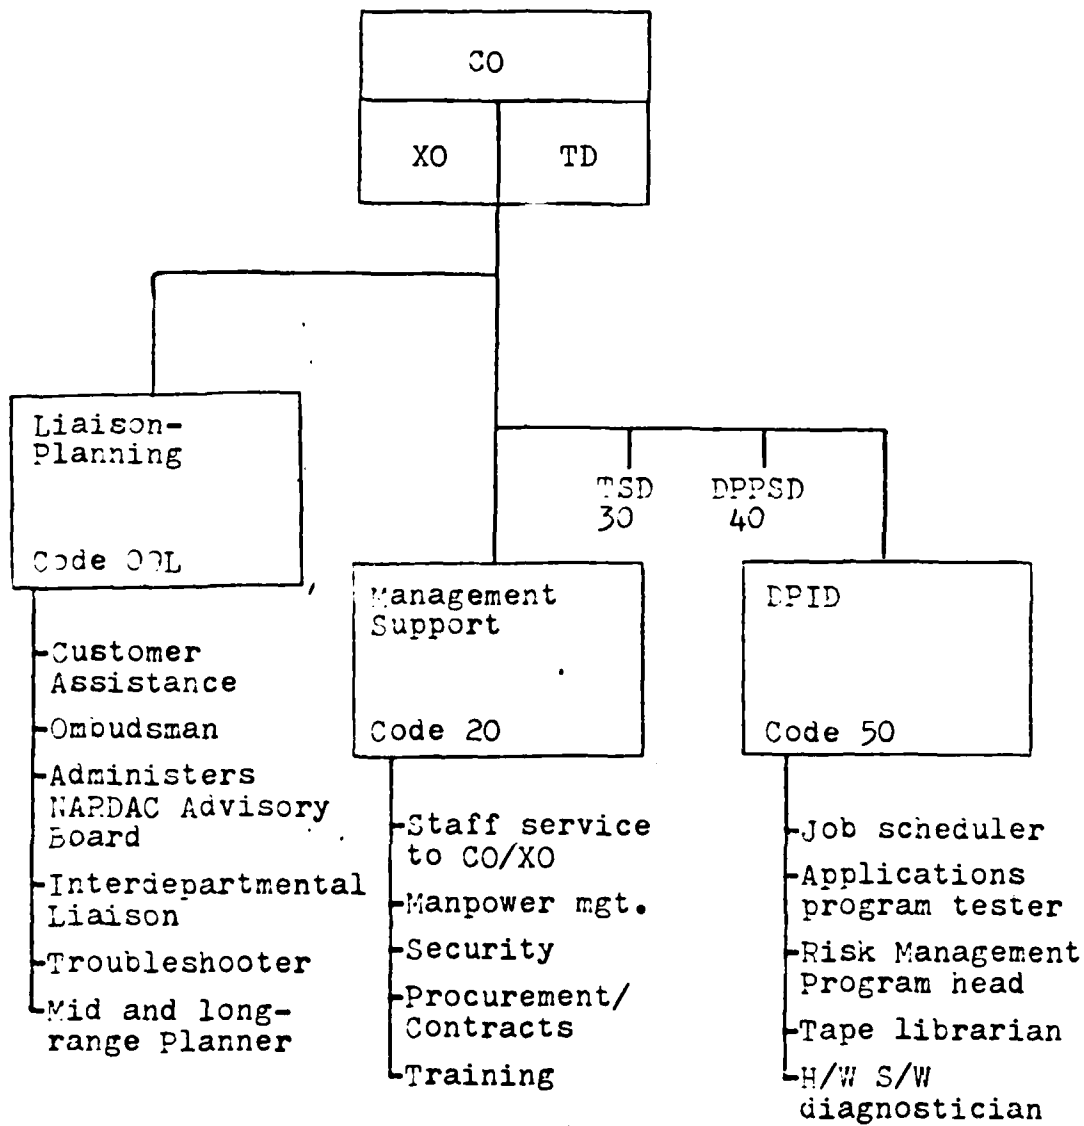 CO
XO
TD
Liaison-
Planning
Code 00L
Customer
Assistance
Ombudsman
Administers
NARDAC Advisory
Board
Interdepartmental
Liaison
Troubleshooter
Mid and long-
range Planner
TSD
30
DPPSD
40
Management
Support
Code 20
Staff service
to CO/XO
Manpower mgt.
Security
Procurement/
Contracts
Training
DPID
Code 50
Job scheduler
Applications
program tester
Risk Management
Program head
Tape librarian
H/W S/W
diagnostician